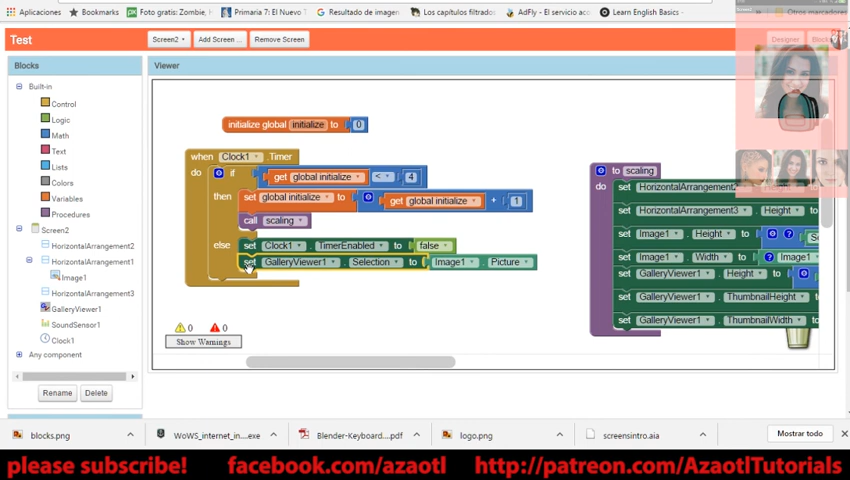 Aplicaciones
Bookmarks
Foto gratis: Zombie, H
Primaria 7: El Nuevo T
Resultado de imagen
Los capítulos filtrados
AdFly - El servicio ac
Learn English Basics -
Otros marcadores
Test
Screen2
Add Screen ...
Remove Screen
Designer
Block
Blocks
Viewer
Built-in
Control
Logic
Math
Text
Lists
Colors
Variables
Procedures
Screen2
HorizontalArrangement2
HorizontalArrangement1
Image1
HorizontalArrangement3
GalleryViewer1
SoundSensor1
Clock1
Any component
Rename
Delete
initialize global initialize to 0
when Clock1 .Timer
do if get global initialize < 4
then set global initialize to get global initialize + 1
call scaling
else set Clock1 . TimerEnabled to false
set GalleryViewer1 . Selection to Image1 . Picture
to scaling
do set HorizontalArrangement2
set HorizontalArrangement3 . Height
set Image1 . Height to
set Image1 . Width to Image1
set GalleryViewer1 . Height to
set GalleryViewer1 . ThumbnailHeight
set GalleryViewer1 . ThumbnailWidth
0 0
Show Warnings
blocks.png
WoWS_internet_in....exe
Blender-Keyboard....pdf
logo.png
screensintro.aia
Mostrar todo
please subscribe! facebook.com/azaotl http://patreon.com/AzaotlTutorials